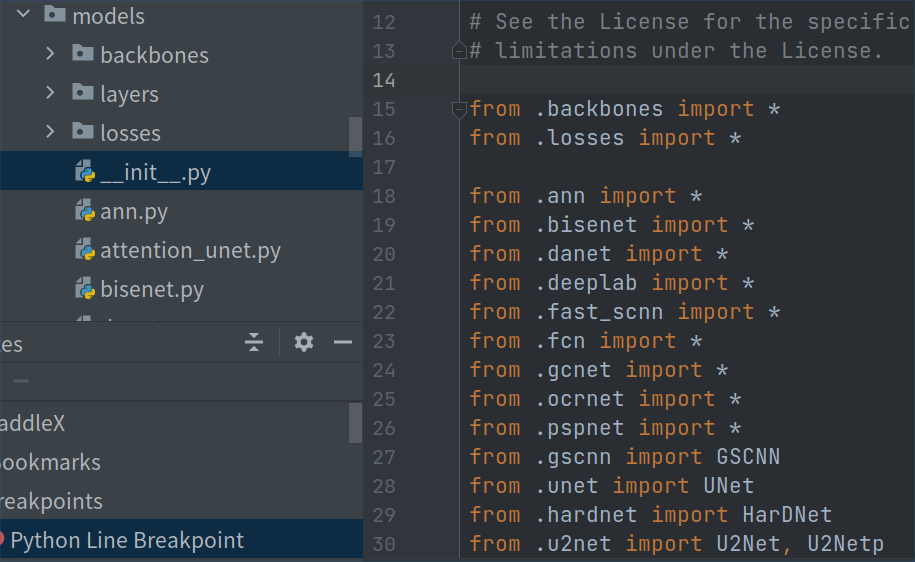 models
backbones
layers
losses
__init__.py
ann.py
attention_unet.py
bisenet.py
tes
addleX
Bookmarks
reakpoints
Python Line Breakpoint
12 # See the License for the specific
13 # limitations under the License.
14
15 from .backbones import *
16 from .losses import *
17
18 from .ann import *
19 from .bisenet import *
20 from .danet import *
21 from .deeplab import *
22 from .fast_scnn import *
23 from .fcn import *
24 from .gcnet import *
25 from .ocrnet import *
26 from .pspnet import *
27 from .gscnn import GSCNN
28 from .unet import UNet
29 from .hardnet import HarDNet
30 from .u2net import U2Net, U2Netp